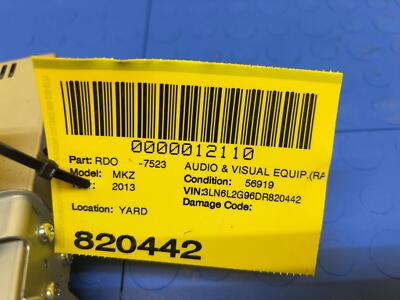 0000012110
Part: RDO -7523 AUDIO & VISUAL EQUIP.(RA
Model: MKZ Condition: 56919
: 2013 VIN:3LN6L2G96DR820442
Damage Code:
Location: YARD
820442